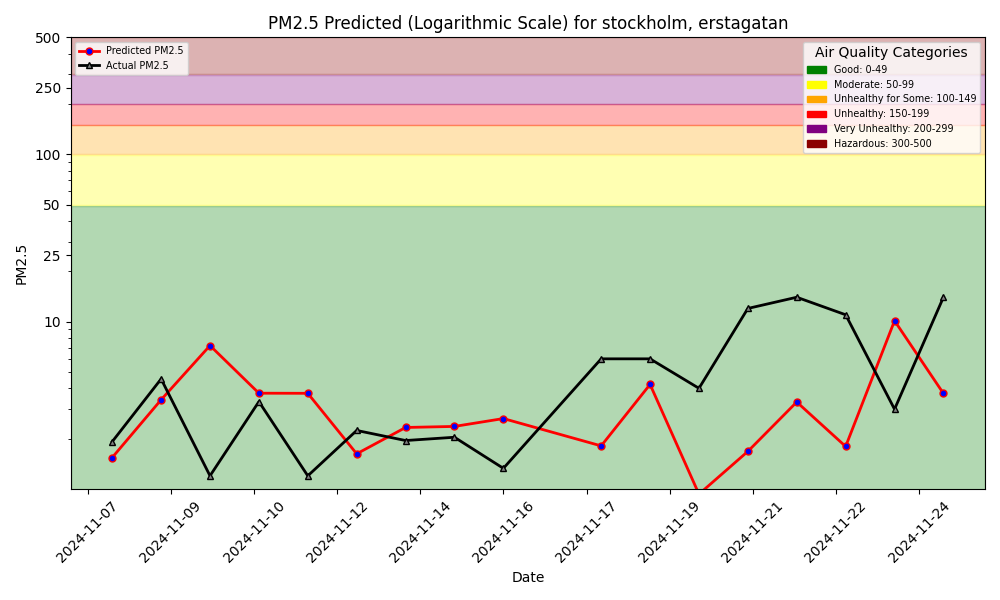 PM2.5 Predicted (Logarithmic Scale) for stockholm, erstagatan
Predicted PM2.5
Actual PM2.5
Air Quality Categories
Good: 0-49
Moderate: 50-99
Unhealthy for Some: 100-149
Unhealthy: 150-199
Very Unhealthy: 200-299
Hazardous: 300-500
500
250
100
50
25
10
PM2.5
2024-11-07
2024-11-09
2024-11-10
2024-11-12
2024-11-14
2024-11-16
2024-11-17
2024-11-19
2024-11-21
2024-11-22
2024-11-24
Date